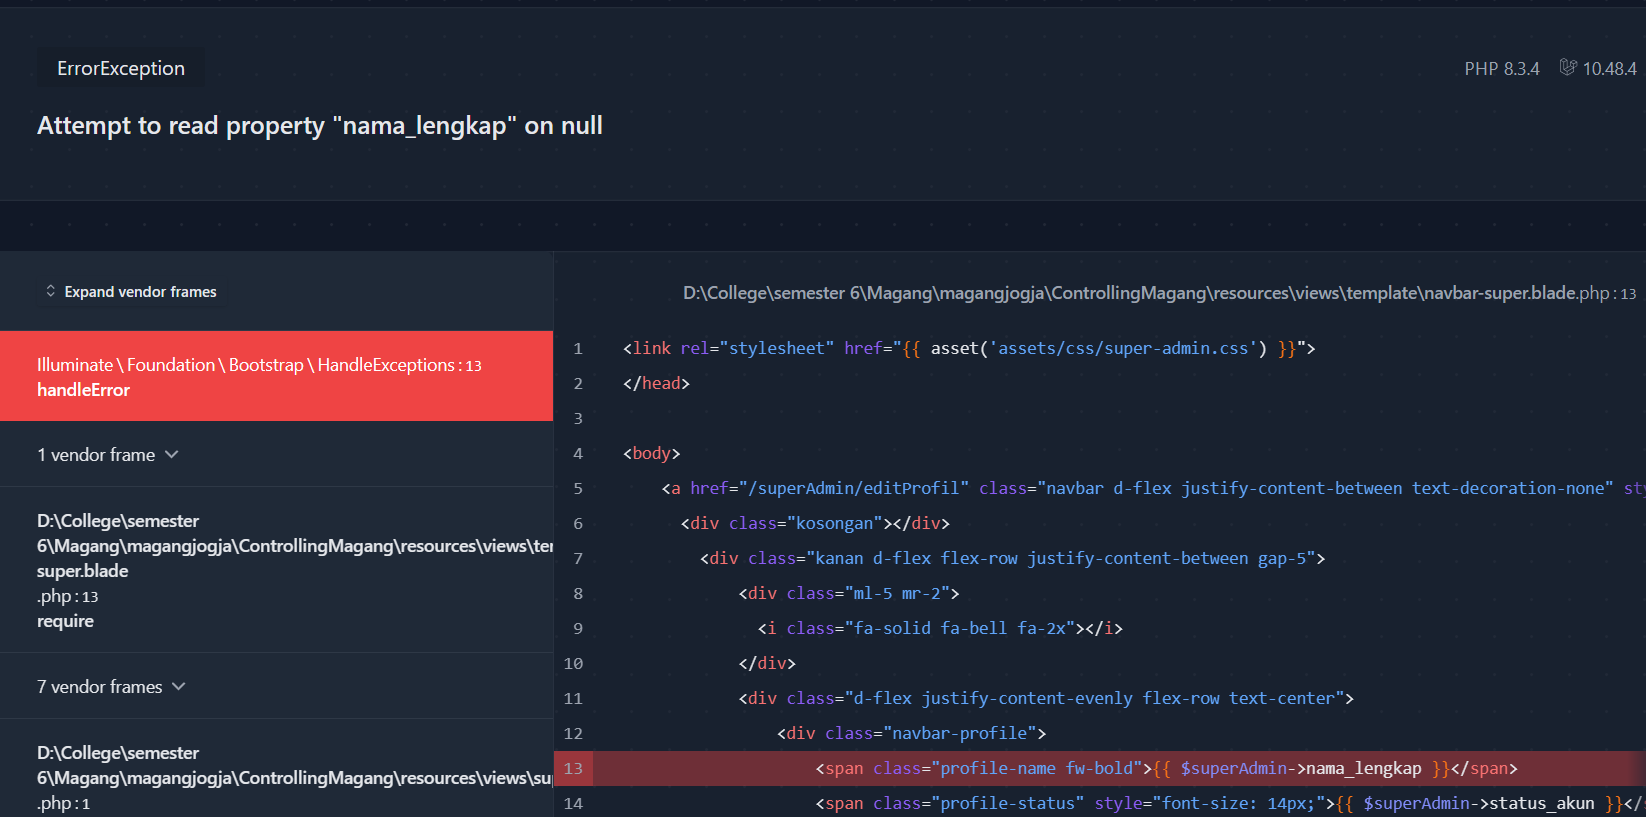 ErrorException
PHP 8.3.4 10.48.4
Attempt to read property "nama_lengkap" on null
Expand vendor frames
Illuminate\Foundation\Bootstrap\HandleExceptions:13
handleError
1 vendor frame
D:\College\semester
6\Magang\magangjogja\ControllingMagang\resources\views\te
super.blade
.php:13
require
7 vendor frames
D:\College\semester
6\Magang\magangjogja\ControllingMagang\resources\views\su
.php:1
D:\College\semester 6\Magang\magangjogja\ControllingMagang\resources\views\template\navbar-super.blade.php:13
1 <link rel="stylesheet" href="{{ asset('assets/css/super-admin.css') }}">
2 </head>
3
4 <body>
5 <a href="/superAdmin/editProfil" class="navbar d-flex justify-content-between text-decoration-none" sty
6 <div class="kosongan"></div>
7 <div class="kanan d-flex flex-row justify-content-between gap-5">
8 <div class="ml-5 mr-2">
9 <i class="fa-solid fa-bell fa-2x"></i>
10 </div>
11 <div class="d-flex justify-content-evenly flex-row text-center">
12 <div class="navbar-profile">
13 <span class="profile-name fw-bold">{{ $superAdmin->nama_lengkap }}</span>
14 <span class="profile-status" style="font-size: 14px;">{{ $superAdmin->status_akun }}</